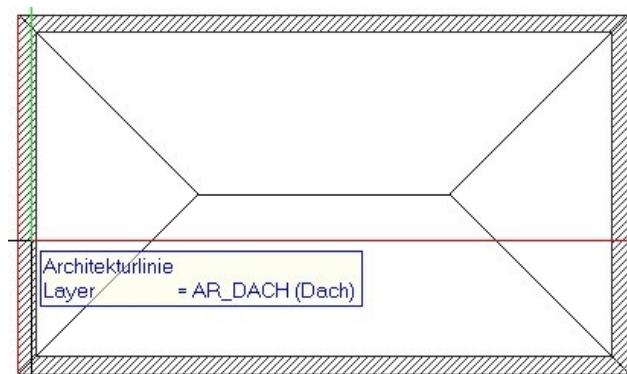 Architekturlinie
Layer = AR_DACH (Dach)